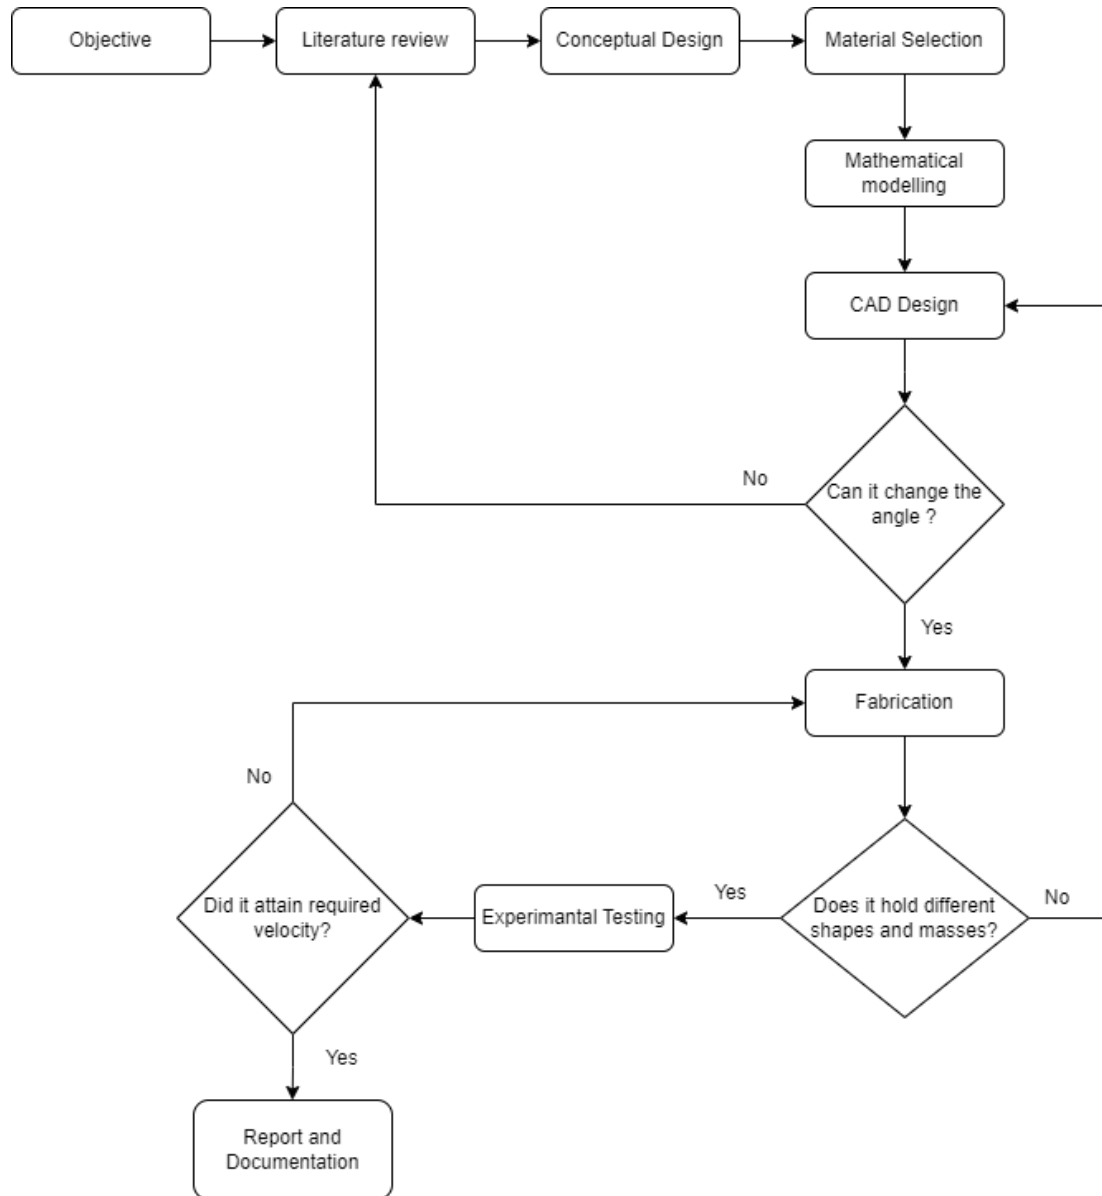 Objective
Literature review
Conceptual Design
Material Selection
Mathematical
modelling
CAD Design
Can it change the
angle ?
No
Yes
Fabrication
Does it hold different
shapes and masses?
No
Yes
Experimantal Testing
Did it attain required
velocity?
No
Yes
Report and
Documentation